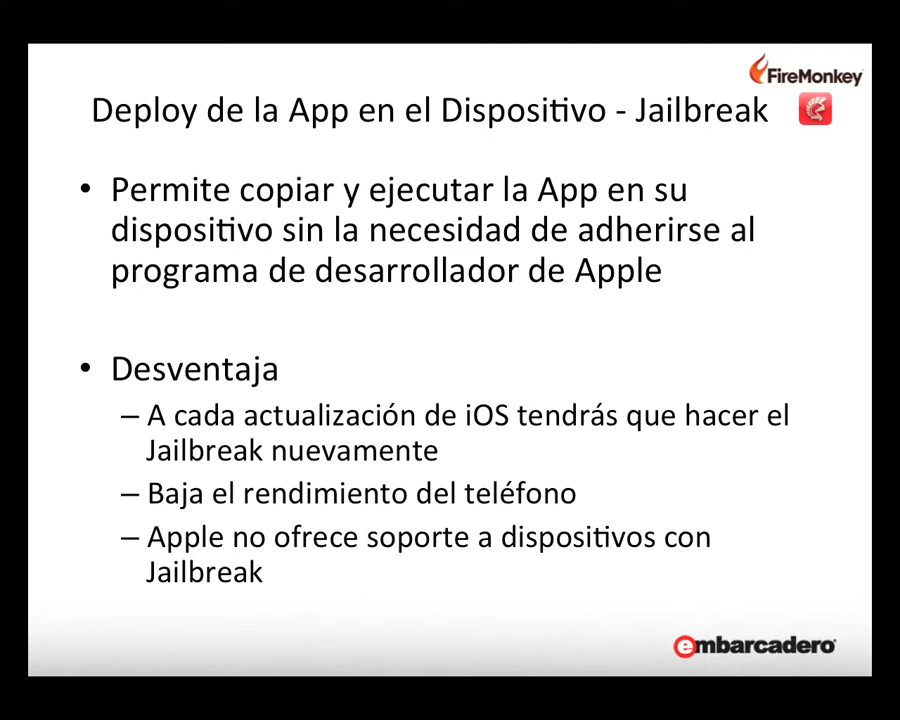 FireMonkey
Deploy de la App en el Dispositivo - Jailbreak
• Permite copiar y ejecutar la App en su
dispositivo sin la necesidad de adherirse al
programa de desarrollador de Apple
• Desventaja
– A cada actualización de iOS tendrás que hacer el
Jailbreak nuevamente
– Baja el rendimiento del teléfono
– Apple no ofrece soporte a dispositivos con
Jailbreak
embarcadero